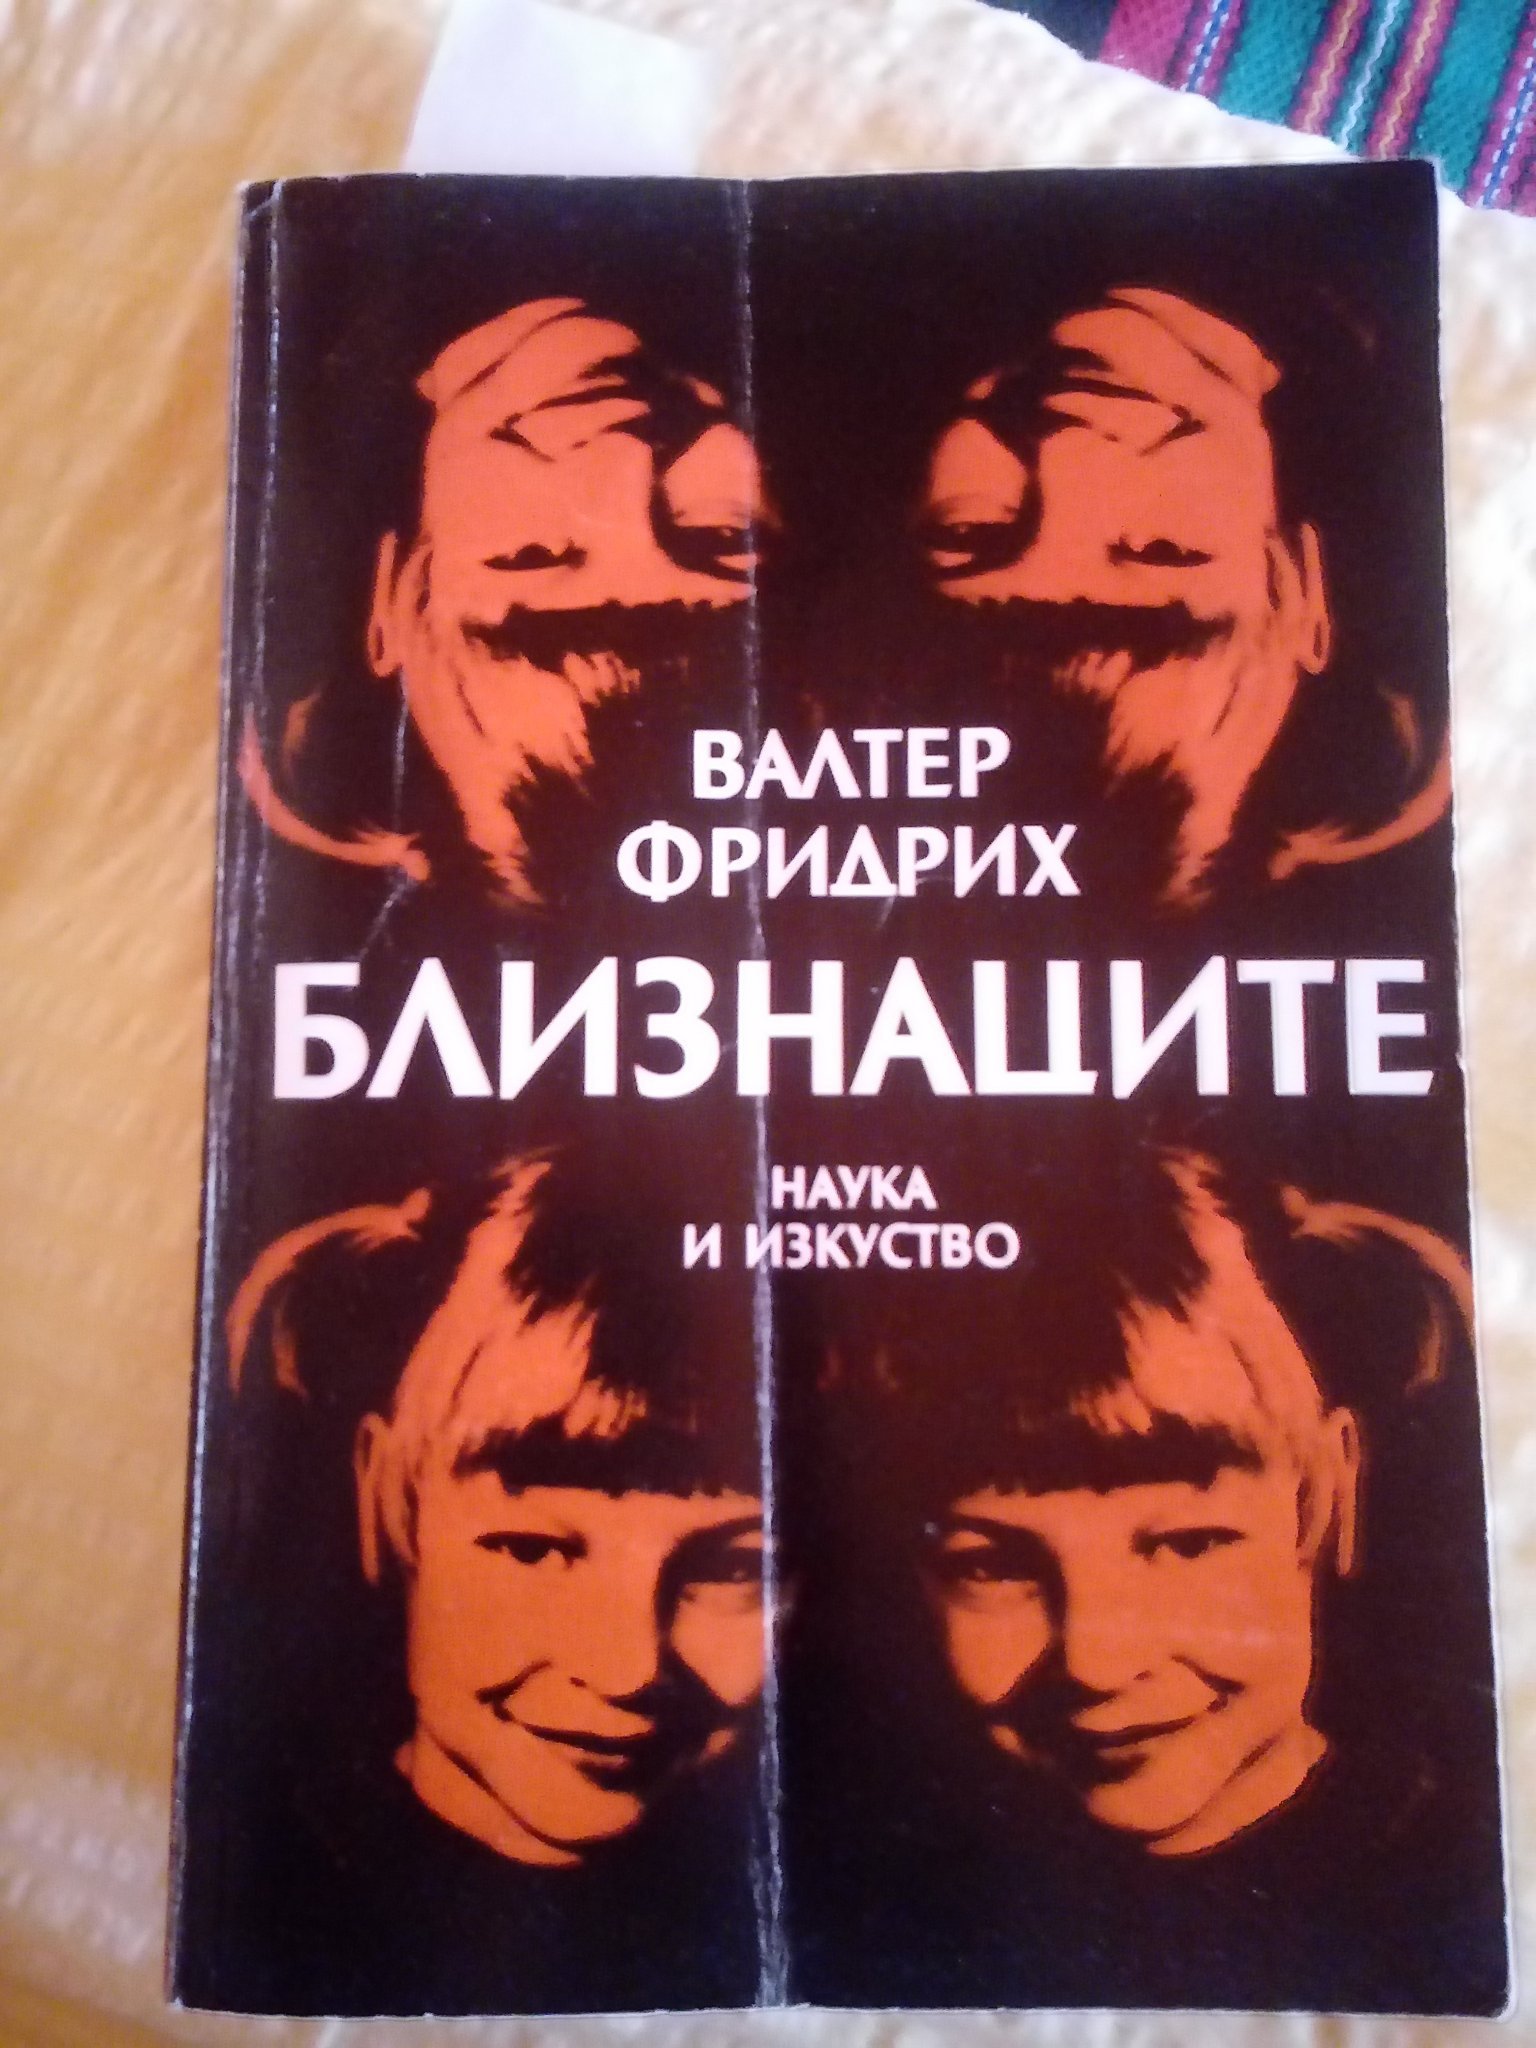 ВАЛТЕР
ФРИДРИХ
БЛИЗНАЦИТЕ
НАУКА
И ИЗКУСТВО